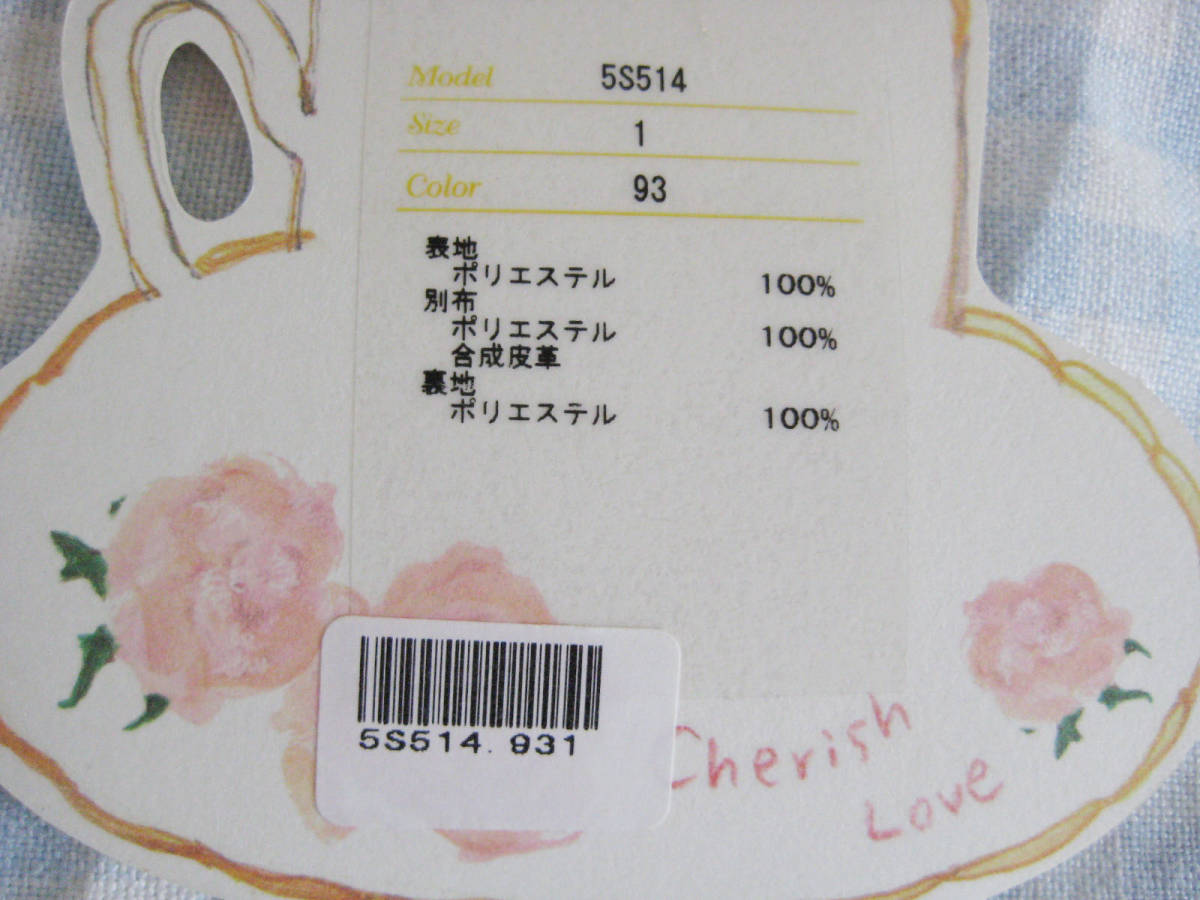 Model 5S514
Size 1
Color 93
表地
ポリエステル 100%
別布
ポリエステル 100%
合成皮革
裏地
ポリエステル 100%
5S514.931
Cherish
Love